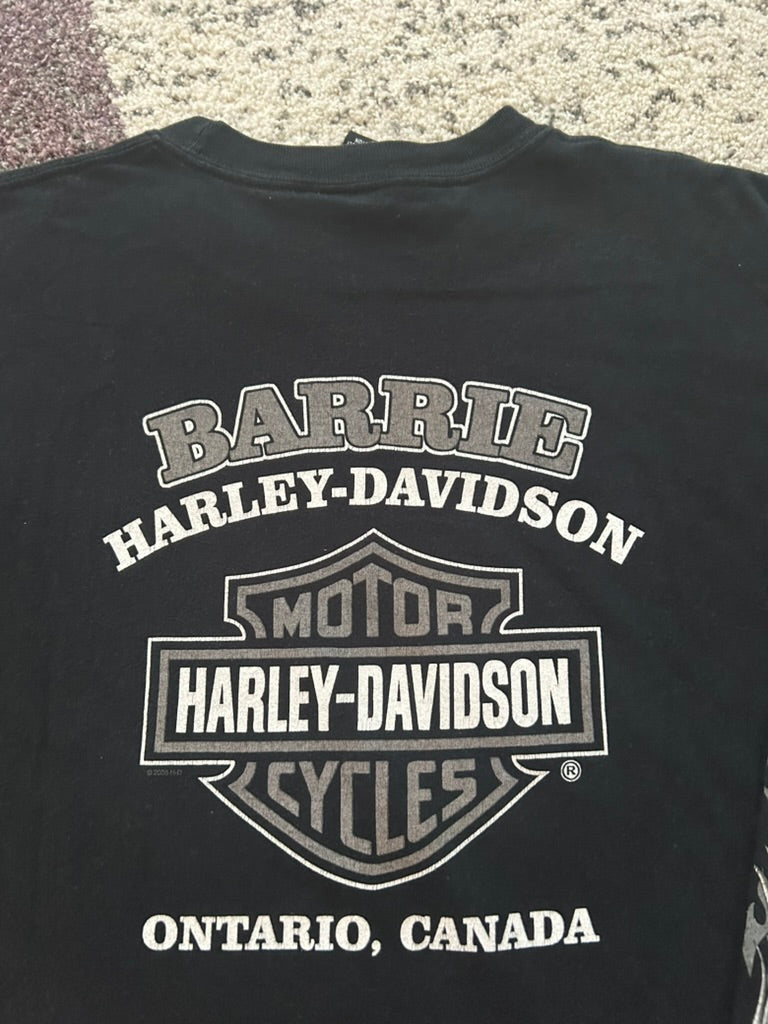 BARRIE
HARLEY-DAVIDSON
MOTOR
HARLEY-DAVIDSON
CYCLES
®
ONTARIO, CANADA